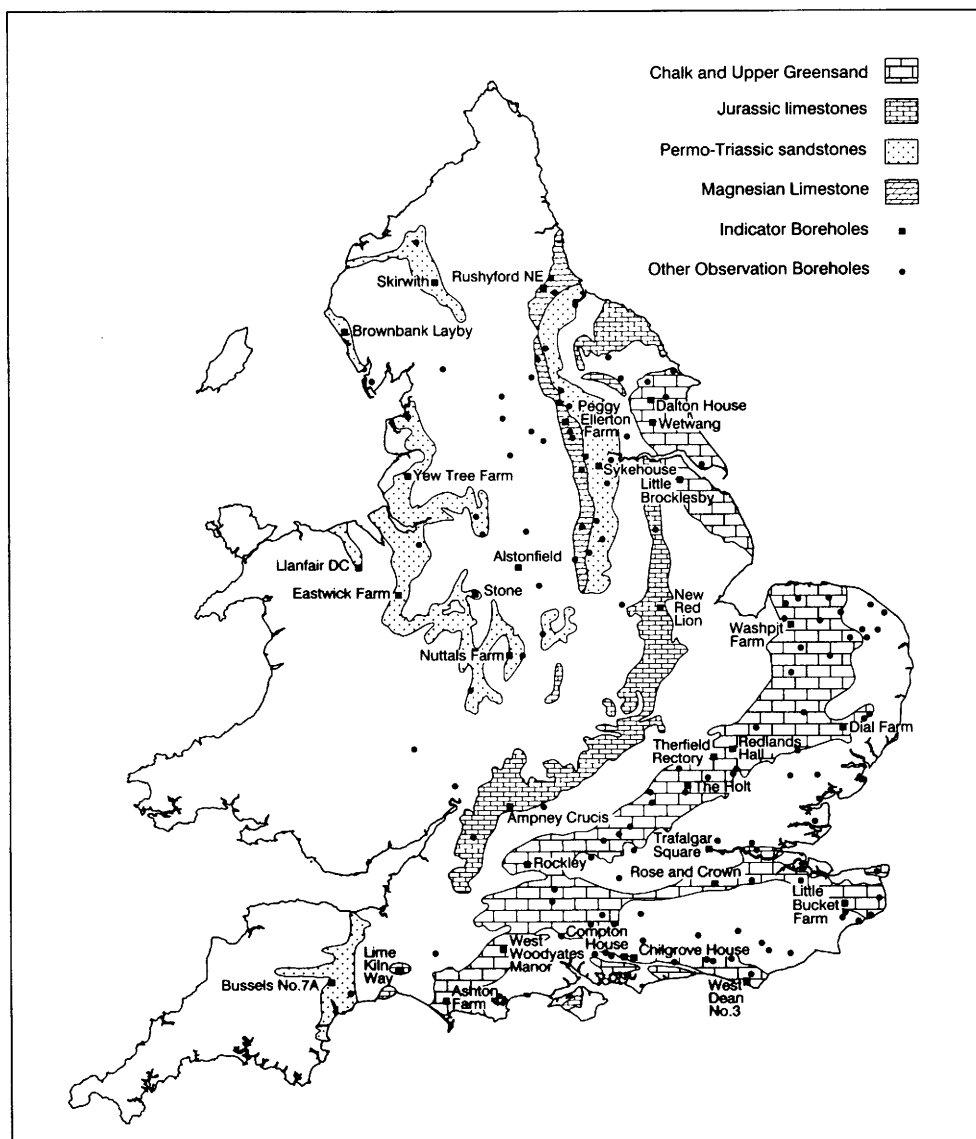 Chalk and Upper Greensand
Jurassic limestones
Permo-Triassic sandstones
Magnesian Limestone
Indicator Boreholes
Other Observation Boreholes
Skirwith
Rushyford NE
Brownbank Layby
Peggy
Ellerton
Farm
Dalton House
Wetwang
Yew Tree Farm
Sykehouse
Little
Brocklesby
Llanfair DC
Alstonfield
Eastwick Farm
Stone
New
Red
Lion
Washpit
Farm
Nuttals Farm
Dial Farm
Therfield
Rectory
Redlands
Hall
The Holt
Ampney Crucis
Trafalgar
Square
Rockley
Rose and Crown
Little
Bucket
Farm
Compton
House
Chilgrove House
West
Woodyates
Manor
Lime
Kiln
Way
Bussels No.7A
Ashton
Farm
West
Dean
No.3